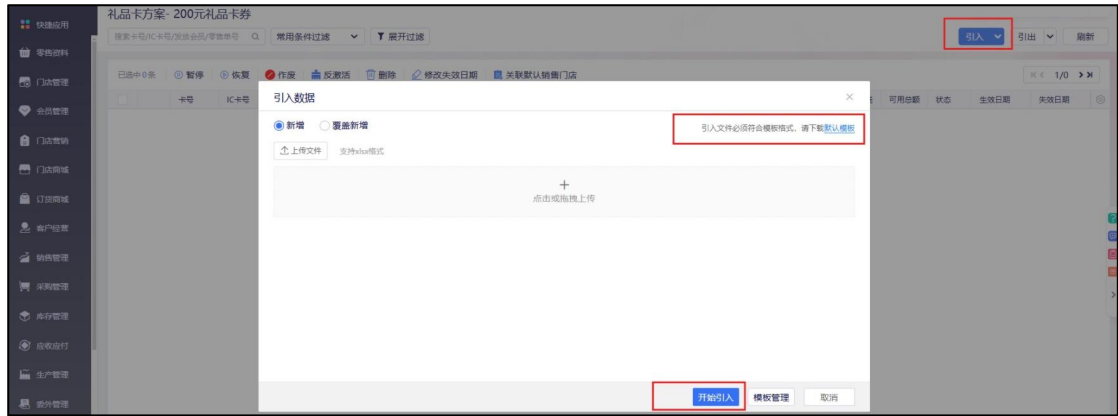 快捷应用
零售资料
门店管理
会员管理
门店营销
门店商城
订货商城
客户经营
销售管理
采购管理
库存管理
应收应付
生产管理
委外管理
礼品卡方案- 200元礼品卡券
搜索卡号/IC卡号/发放会员/零售单号
常用条件过滤
展开过滤
引入
引出
刷新
已选中0条
暂停
恢复
作废
反激活
删除
修改失效日期
关联默认销售门店
1/0
卡号
IC卡号
可用总额
状态
生效日期
失效日期
引入数据
新增
覆盖新增
引入文件必须符合模板格式，请下载默认模板
上传文件
支持xlsx格式
点击或拖拽上传
开始引入
模板管理
取消